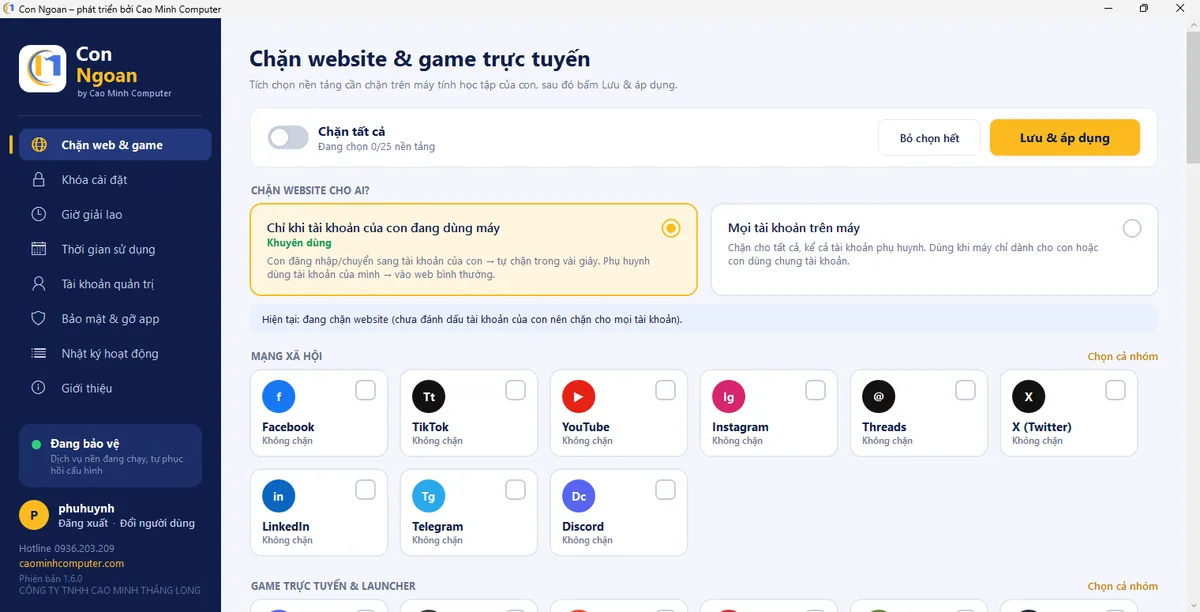 Con Ngoan – phát triển bởi Cao Minh Computer
Con
Ngoan
by Cao Minh Computer
Chặn web & game
Khóa cài đặt
Giờ giải lao
Thời gian sử dụng
Tài khoản quản trị
Bảo mật & gỡ app
Nhật ký hoạt động
Giới thiệu
Đang bảo vệ
Dịch vụ nền đang chạy, tự phục
hồi cấu hình
P
phuhuynh
Đăng xuất · Đổi người dùng
Hotline 0936.203.209
caominhcomputer.com
Phiên bản 1.6.0
CÔNG TY TNHH CAO MINH THĂNG LONG
Chặn website & game trực tuyến
Tích chọn nền tảng cần chặn trên máy tính học tập của con, sau đó bấm Lưu & áp dụng.
Chặn tất cả
Đang chọn 0/25 nền tảng
Bỏ chọn hết
Lưu & áp dụng
CHẶN WEBSITE CHO AI?
Chỉ khi tài khoản của con đang dùng máy
Khuyên dùng
Con đăng nhập/chuyển sang tài khoản của con → tự chặn trong vài giây. Phụ huynh
dùng tài khoản của mình → vào web bình thường.
Mọi tài khoản trên máy
Chặn cho tất cả, kể cả tài khoản phụ huynh. Dùng khi máy chỉ dành cho con hoặc
con dùng chung tài khoản.
Hiện tại: đang chặn website (chưa đánh dấu tài khoản của con nên chặn cho mọi tài khoản).
MẠNG XÃ HỘI
Chọn cả nhóm
f
Facebook
Không chặn
Tt
TikTok
Không chặn
YouTube
Không chặn
Ig
Instagram
Không chặn
@
Threads
Không chặn
X
X (Twitter)
Không chặn
in
LinkedIn
Không chặn
Tg
Telegram
Không chặn
Dc
Discord
Không chặn
GAME TRỰC TUYẾN & LAUNCHER
Chọn cả nhóm